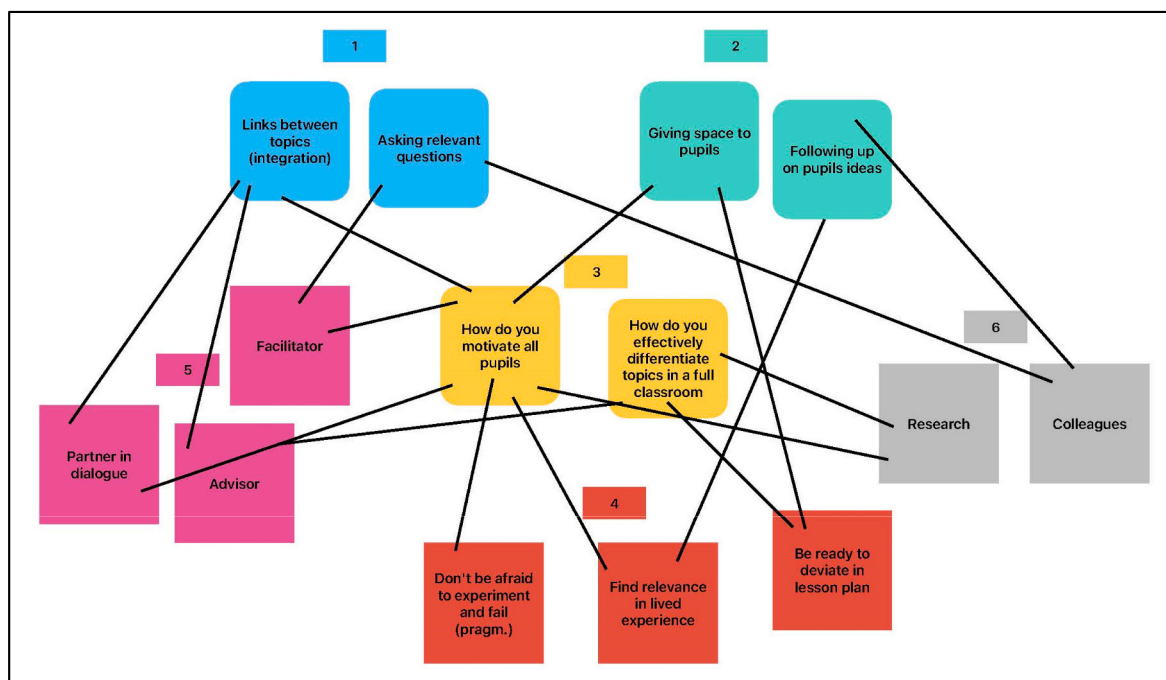 1
2
Links between
topics
(integration)
Asking relevant
questions
Giving space to
pupils
Following up
on pupils ideas
3
How do you
motivate all
pupils
How do you
effectively
differentiate
topics in a full
classroom
Facilitator
5
Partner in
dialogue
Advisor
6
Research
Colleagues
4
Don't be afraid
to experiment
and fail
(pragm.)
Find relevance
in lived
experience
Be ready to
deviate in
lesson plan